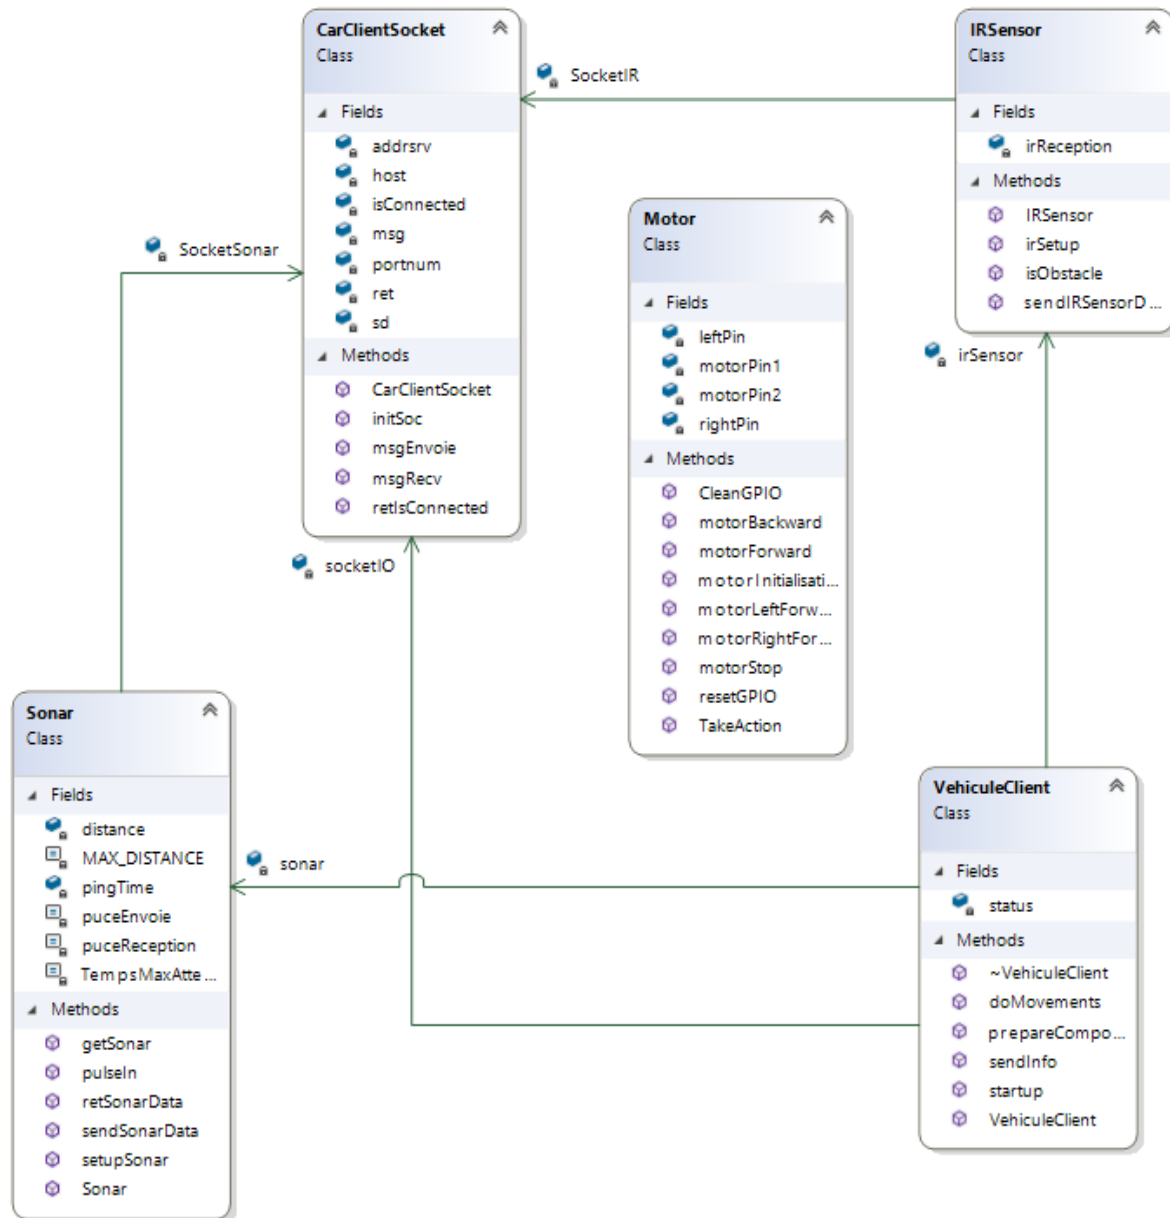 CarClientSocket
Class
Fields
addrsrv
host
isConnected
msg
portnum
ret
sd
Methods
CarClientSocket
initSoc
msgEnvoie
msgRecv
retIsConnected
SocketIR
IRSensor
Class
Fields
irReception
Methods
IRSensor
irSetup
isObstacle
sendIRSensorD...
SocketSonar
Motor
Class
Fields
leftPin
motorPin1
motorPin2
rightPin
Methods
CleanGPIO
motorBackward
motorForward
motorInitialisati...
motorLeftForw...
motorRightFor...
motorStop
resetGPIO
TakeAction
irSensor
socketIO
Sonar
Class
Fields
distance
MAX_DISTANCE
pingTime
puceEnvoie
puceReception
TempsMaxAtte...
Methods
getSonar
pulseIn
retSonarData
sendSonarData
setupSonar
Sonar
sonar
VehiculeClient
Class
Fields
status
Methods
~VehiculeClient
doMovements
prepareCompo...
sendInfo
startup
VehiculeClient